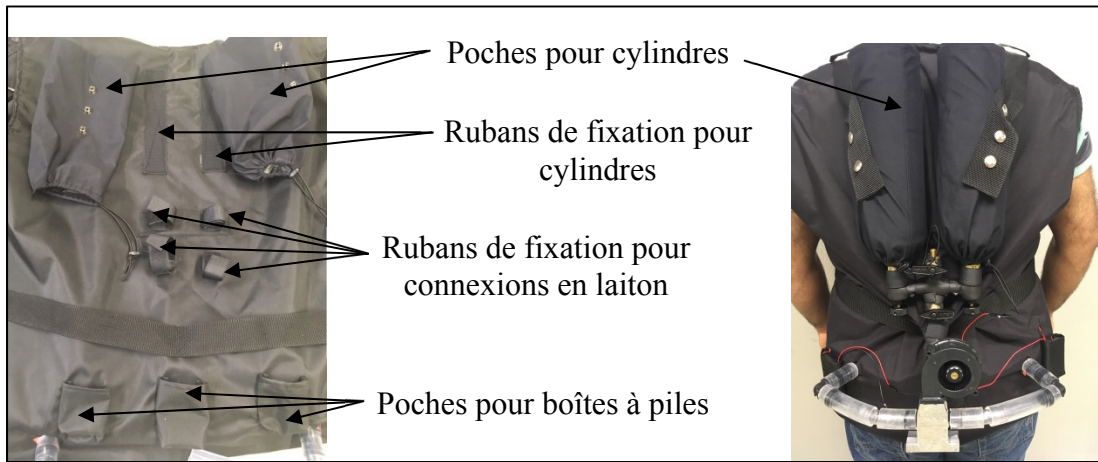 Poches pour cylindres
Rubans de fixation pour
cylindres
Rubans de fixation pour
connexions en laiton
Poches pour boîtes à piles